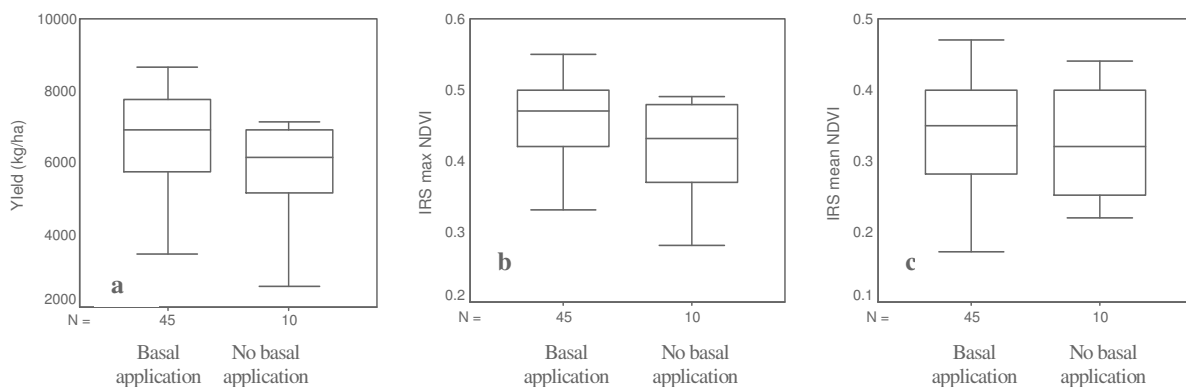 10000
8000
6000
4000
2000
YIeld (kg/ha)
a
N =
45
10
Basal application
No basal application
0.6
0.5
0.4
0.3
0.2
IRS max NDVI
b
N =
45
10
Basal application
No basal application
0.5
0.4
0.3
0.2
0.1
IRS mean NDVI
c
N =
45
10
Basal application
No basal application